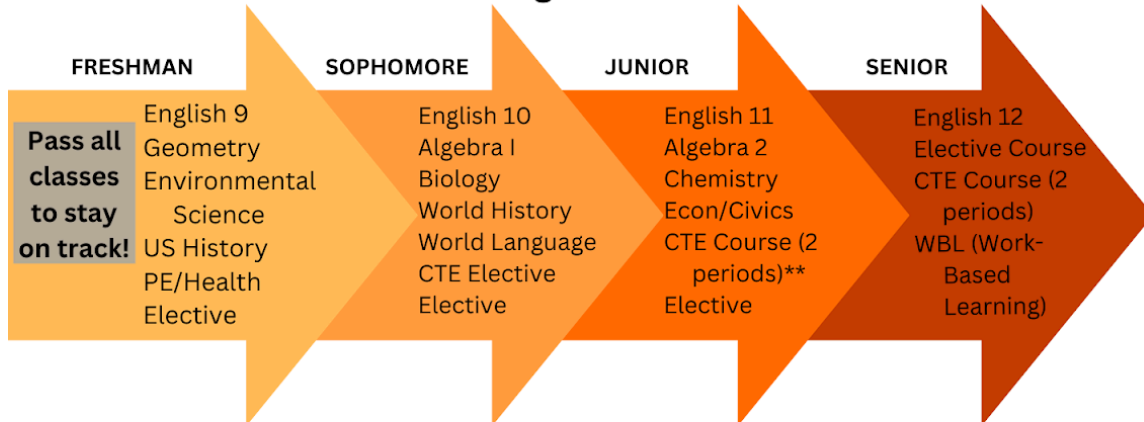 FRESHMAN
Pass all
classes
to stay
on track!
English 9
Geometry
Environmental
Science
US History
PE/Health
Elective
SOPHOMORE
English 10
Algebra I
Biology
World History
World Language
CTE Elective
Elective
JUNIOR
English 11
Algebra 2
Chemistry
Econ/Civics
CTE Course (2
periods)**
Elective
SENIOR
English 12
Elective Course
CTE Course (2
periods)
WBL (Work-
Based
Learning)